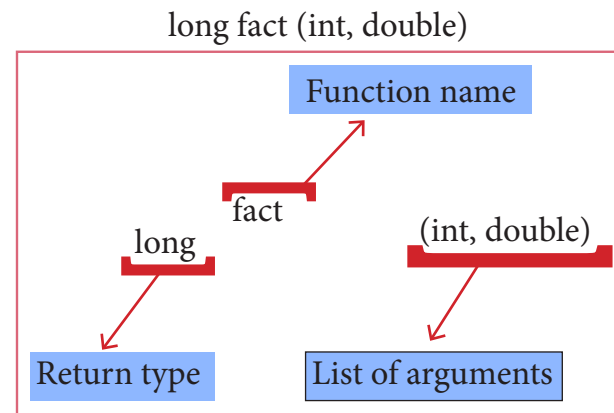 long fact (int, double)
Function name
fact
long
(int, double)
Return type
List of arguments